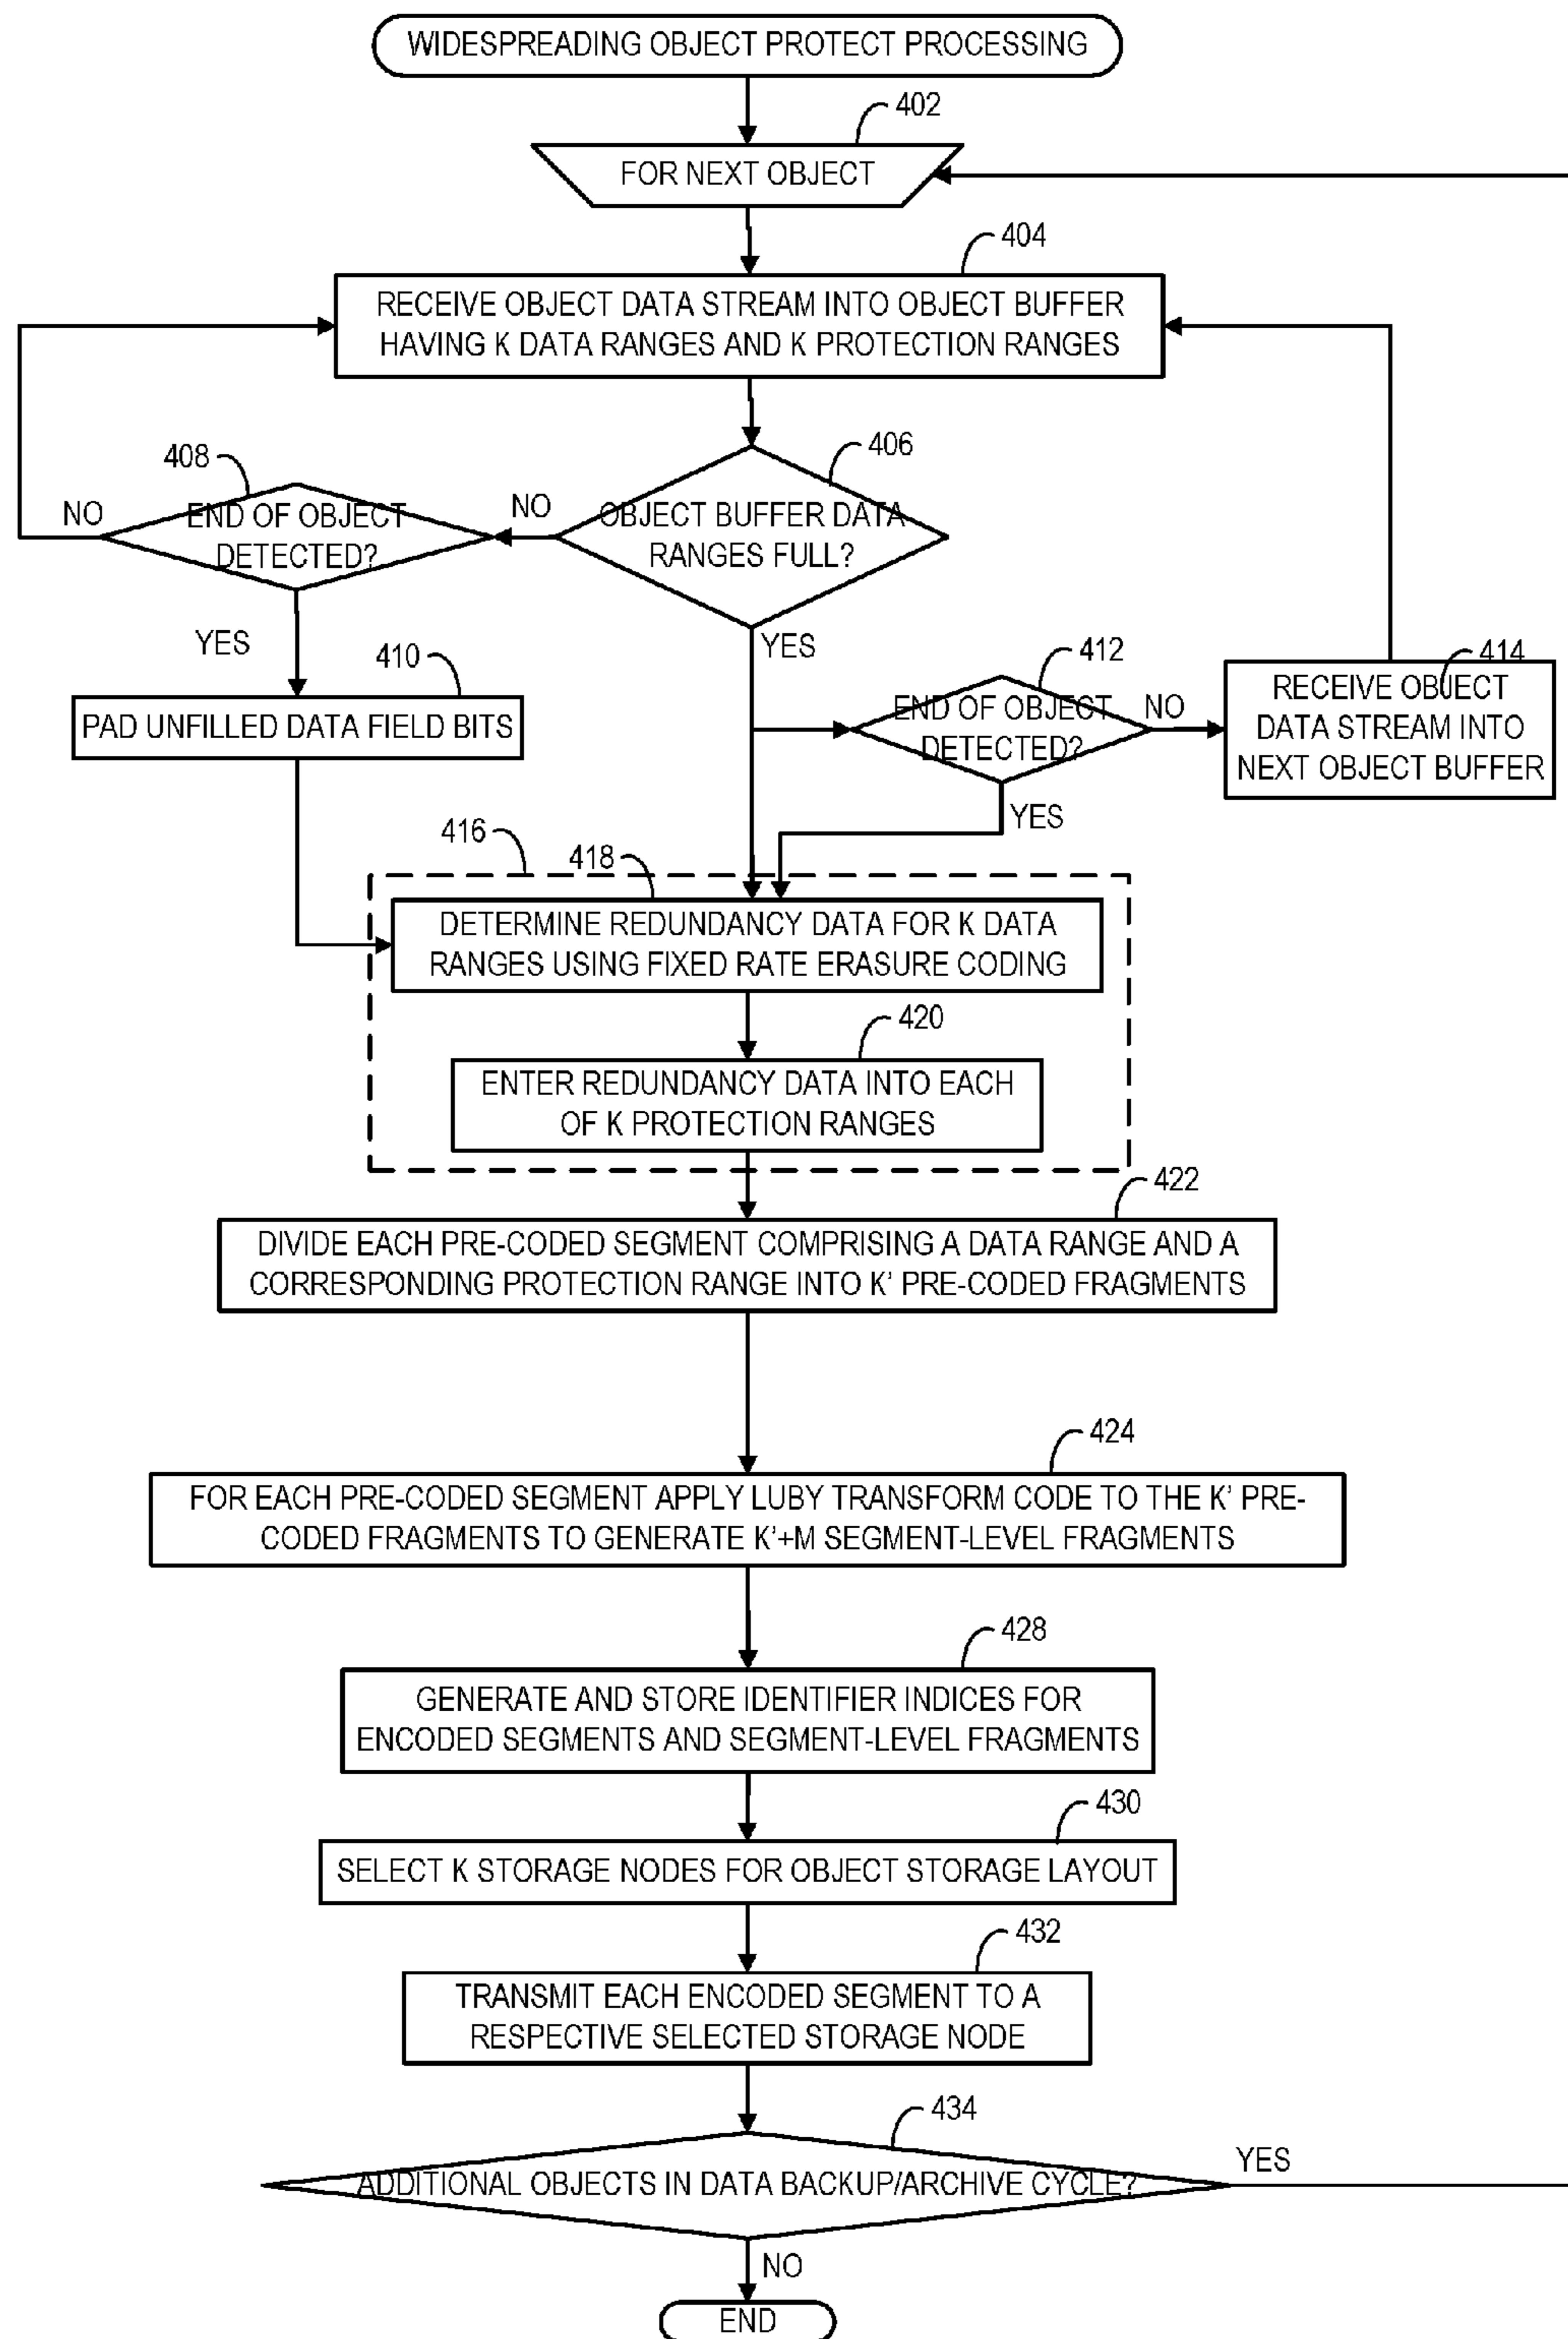 WIDESPREADING OBJECT PROTECT PROCESSING
402
FOR NEXT OBJECT
404
RECEIVE OBJECT DATA STREAM INTO OBJECT BUFFER
HAVING K DATA RANGES AND K PROTECTION RANGES
406
408
NO
END OF OBJECT
DETECTED?
NO
OBJECT BUFFER DATA
RANGES FULL?
YES
YES
410
PAD UNFILLED DATA FIELD BITS
412
END OF OBJECT
DETECTED?
NO
414
RECEIVE OBJECT
DATA STREAM INTO
NEXT OBJECT BUFFER
YES
416
418
DETERMINE REDUNDANCY DATA FOR K DATA
RANGES USING FIXED RATE ERASURE CODING
420
ENTER REDUNDANCY DATA INTO EACH
OF K PROTECTION RANGES
422
DIVIDE EACH PRE-CODED SEGMENT COMPRISING A DATA RANGE AND A
CORRESPONDING PROTECTION RANGE INTO K' PRE-CODED FRAGMENTS
424
FOR EACH PRE-CODED SEGMENT APPLY LUBY TRANSFORM CODE TO THE K' PRE-
CODED FRAGMENTS TO GENERATE K'+M SEGMENT-LEVEL FRAGMENTS
428
GENERATE AND STORE IDENTIFIER INDICES FOR
ENCODED SEGMENTS AND SEGMENT-LEVEL FRAGMENTS
430
SELECT K STORAGE NODES FOR OBJECT STORAGE LAYOUT
432
TRANSMIT EACH ENCODED SEGMENT TO A
RESPECTIVE SELECTED STORAGE NODE
434
ADDITIONAL OBJECTS IN DATA BACKUP/ARCHIVE CYCLE?
YES
NO
END